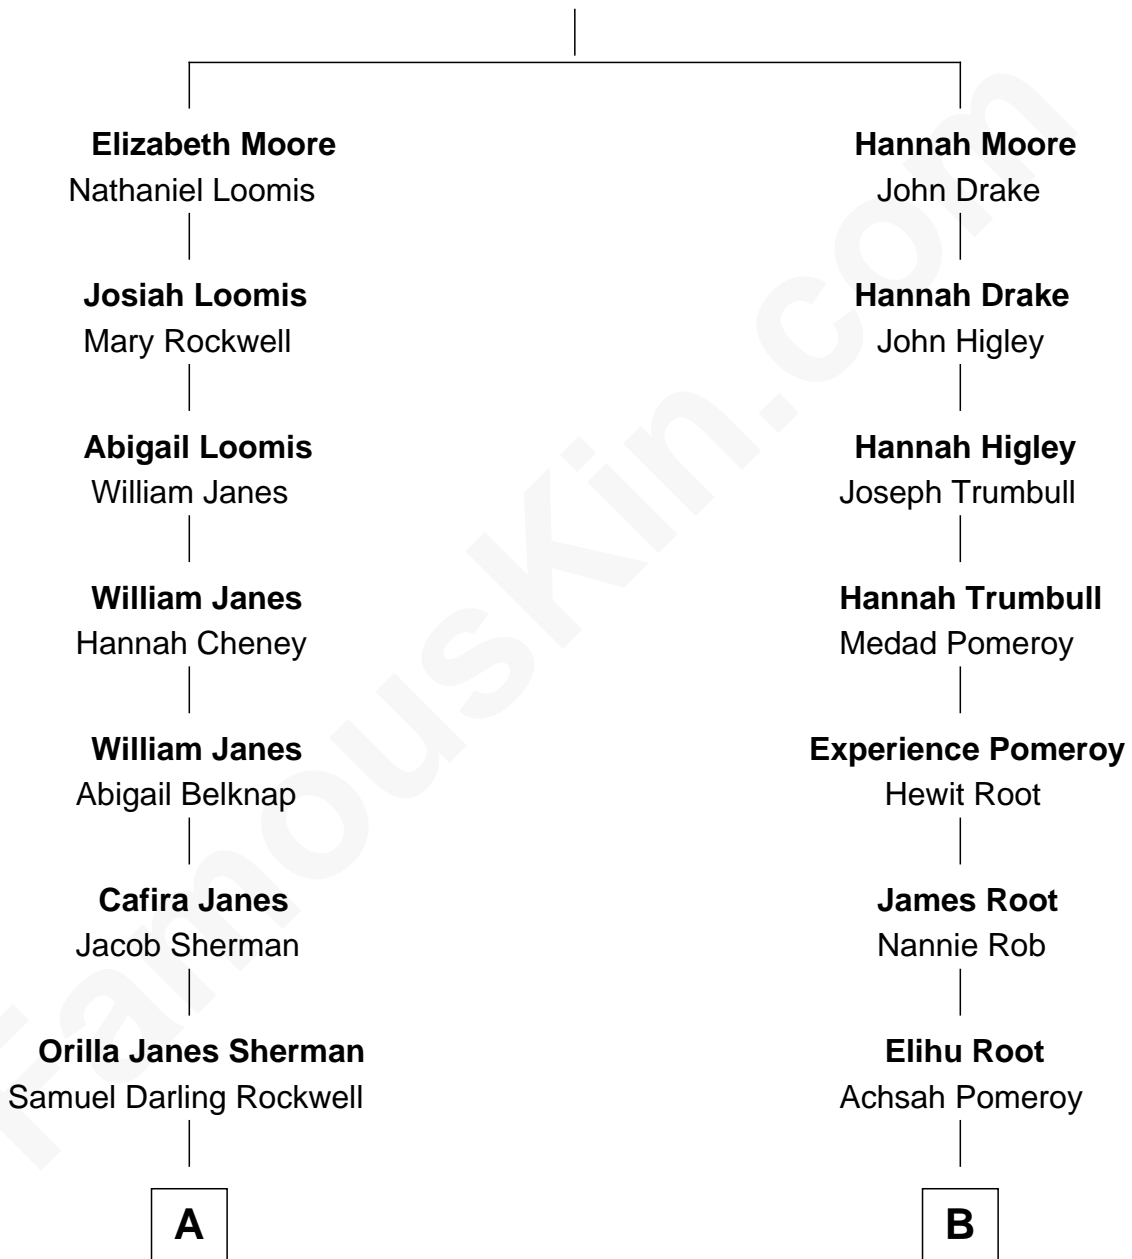 Elizabeth Moore
Nathaniel Loomis
Josiah Loomis
Mary Rockwell
Abigail Loomis
William Janes
William Janes
Hannah Cheney
William Janes
Abigail Belknap
Cafira Janes
Jacob Sherman
Orilla Janes Sherman
Samuel Darling Rockwell
A
Hannah Moore
John Drake
Hannah Drake
John Higley
Hannah Higley
Joseph Trumbull
Hannah Trumbull
Medad Pomeroy
Experience Pomeroy
Hewit Root
James Root
Nannie Rob
Elihu Root
Achsah Pomeroy
B
FamousKin.com